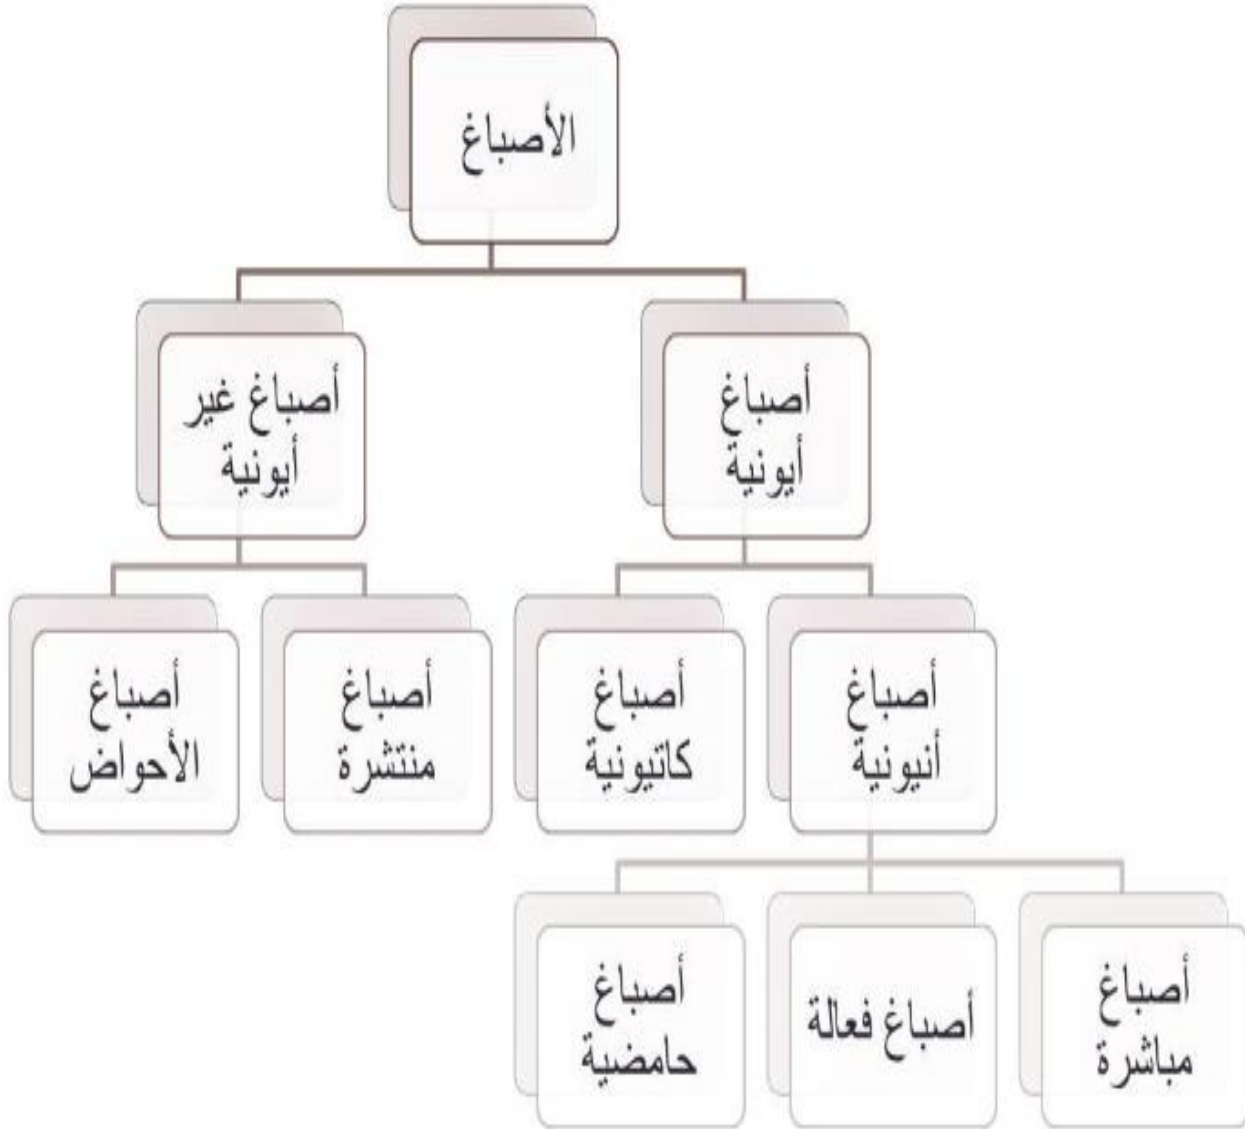 الأصباغ
أصباغ
أيونية
أصباغ غير
أيونية
أصباغ
أنيونية
أصباغ
كاتيونية
أصباغ
منتشرة
أصباغ
الأحواض
أصباغ
مباشرة
أصباغ فعالة
أصباغ
حامضية